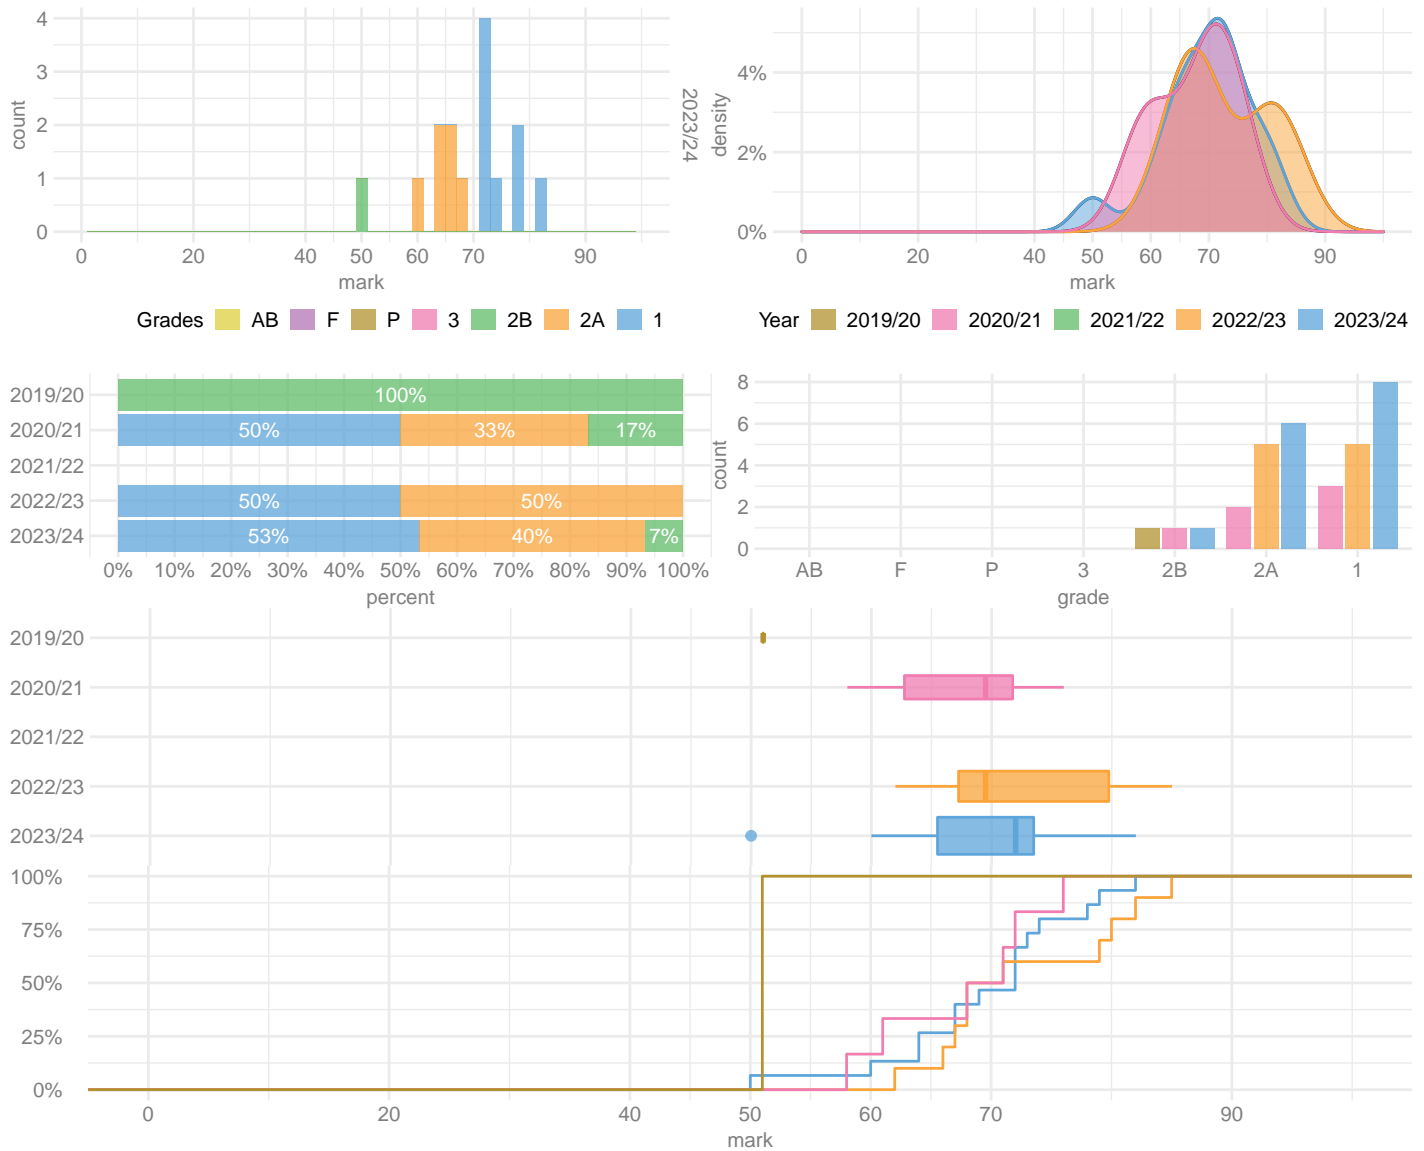 4
3
2
1
0
count
0 20 40 50 60 70 90
mark
2023/24
density
4%
2%
0%
0 20 40 50 60 70 90
mark
Grades AB F P 3 2B 2A 1
Year 2019/20 2020/21 2021/22 2022/23 2023/24
2019/20 100%
2020/21 50% 33% 17%
2021/22
2022/23 50% 50%
2023/24 53% 40% 7%
0% 10% 20% 30% 40% 50% 60% 70% 80% 90% 100%
percent
count
8
6
4
2
0
AB F P 3 2B 2A 1
grade
2019/20
2020/21
2021/22
2022/23
2023/24
100%
75%
50%
25%
0%
0 20 40 50 60 70 90
mark